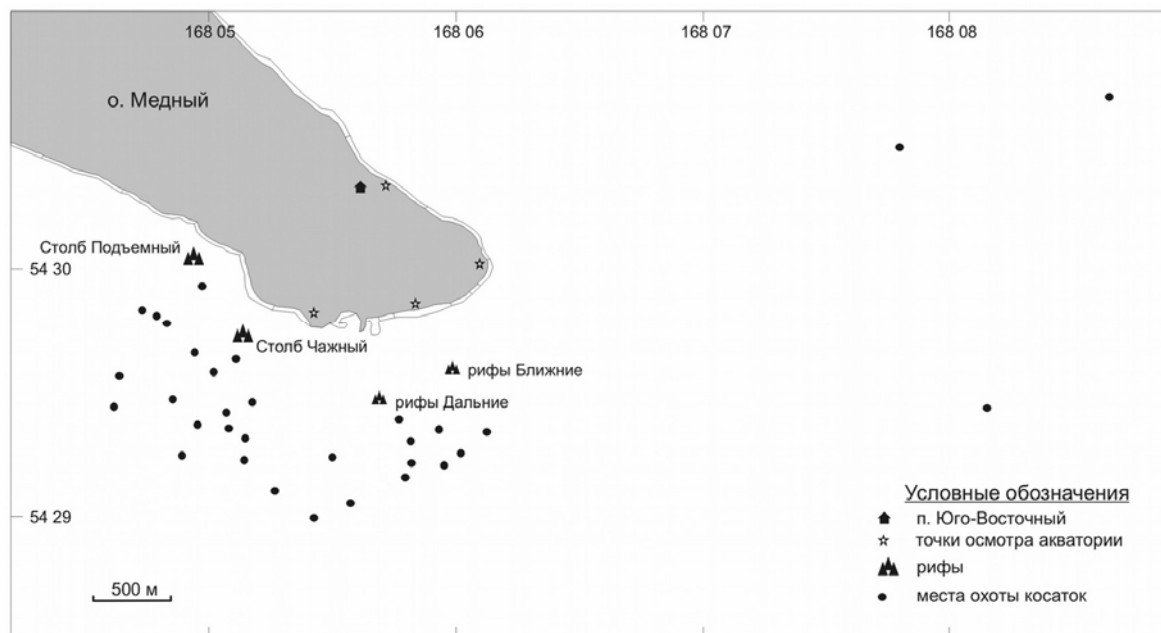 168 05
168 06
168 07
168 08
о. Медный
Столб Подъемный
54 30
Столб Чажный
рифы Ближние
рифы Дальние
Условные обозначения
54 29
п. Юго-Восточный
точки осмотра акватории
рифы
500 м
места охоты косаток